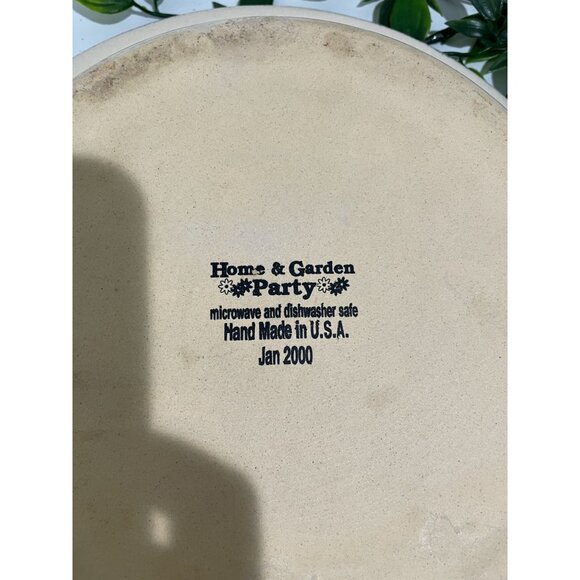 Home & Garden
Party
microwave and dishwasher safe
Hand Made in U.S.A.
Jan 2000